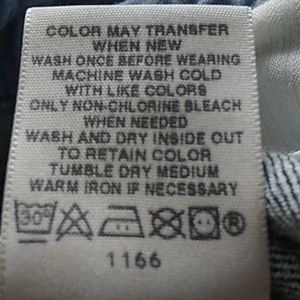 COLOR MAY TRANSFER
WHEN NEW
WASH ONCE BEFORE WEARING
MACHINE WASH COLD
WITH LIKE COLORS
ONLY NON-CHLORINE BLEACH
WHEN NEEDED
WASH AND DRY INSIDE OUT
TO RETAIN COLOR
TUMBLE DRY MEDIUM
WARM IRON IF NECESSARY
30° ®
1166